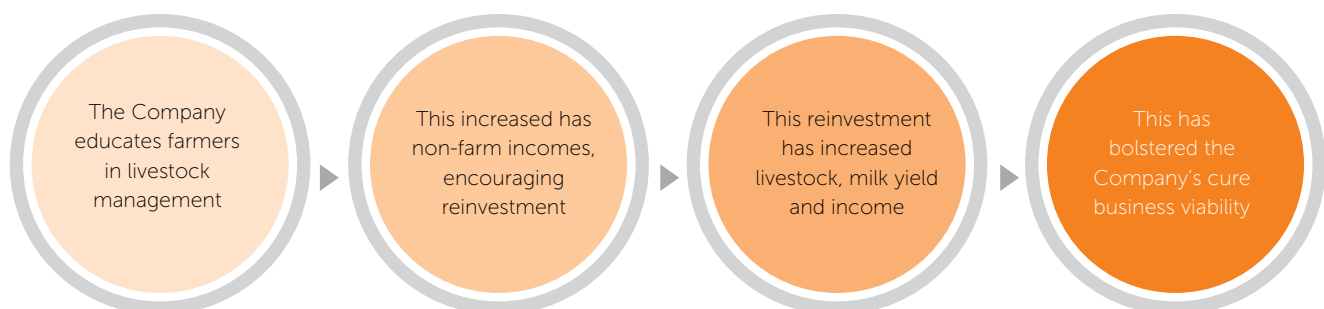 The Company
educates farmers
in livestock
management
This increased has
non-farm incomes,
encouraging
reinvestment
This reinvestment
has increased
livestock, milk yield
and income
This has
bolstered the
Company's cure
business viability